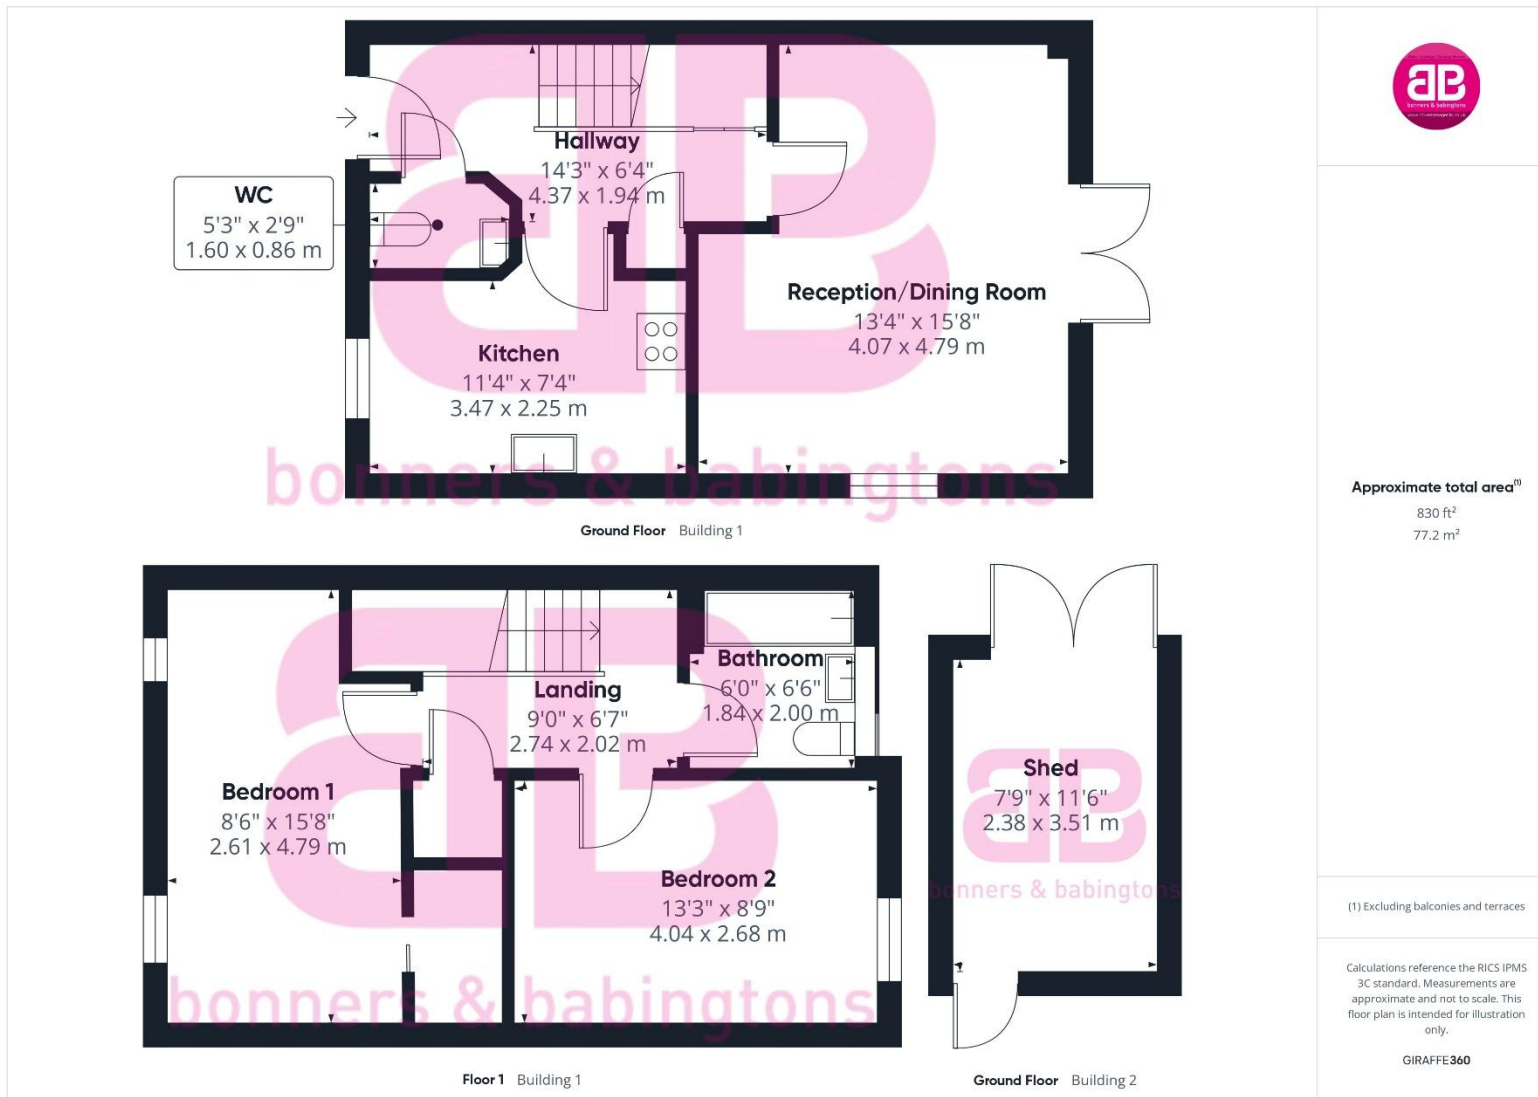 Hallway
14'3" x 6'4"
4.37 x 1.94 m
WC
5'3" x 2'9"
1.60 x 0.86 m
Reception/Dining Room
13'4" x 15'8"
4.07 x 4.79 m
Kitchen
11'4" x 7'4"
3.47 x 2.25 m
bonners & babingtons
Ground Floor Building 1
Bathroom
6'0" x 6'6"
1.84 x 2.00 m
Landing
9'0" x 6'7"
2.74 x 2.02 m
Bedroom 1
8'6" x 15'8"
2.61 x 4.79 m
Bedroom 2
13'3" x 8'9"
4.04 x 2.68 m
bonners & babingtons
Floor 1 Building 1
Shed
7'9" x 11'6"
2.38 x 3.51 m
bonners & babingtons
Ground Floor Building 2
bonners & babingtons
Approximate total area(1)
830 ft²
77.2 m²
(1) Excluding balconies and terraces
Calculations reference the RICS IPMS
3C standard. Measurements are
approximate and not to scale. This
floor plan is intended for illustration
only.
GIRAFFE360